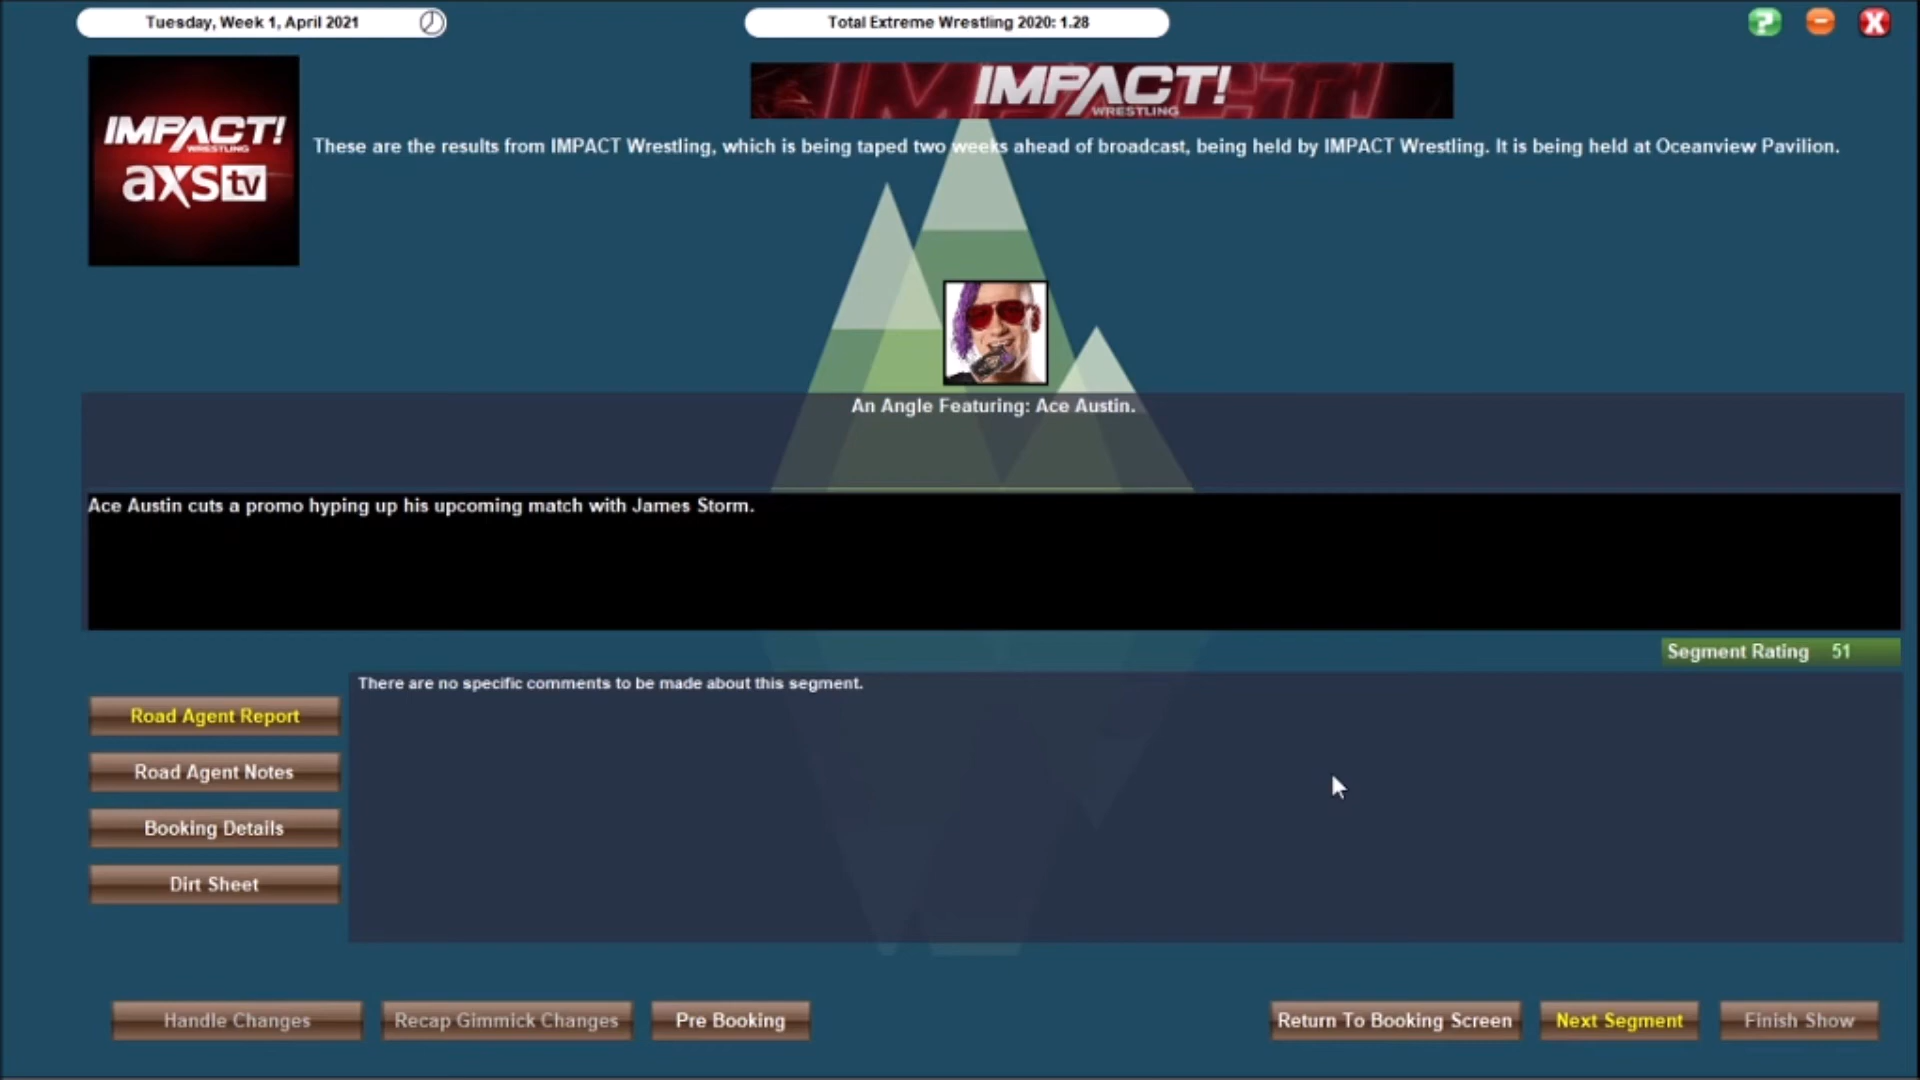 Tuesday, Week 1, April 2021
Total Extreme Wrestling 2020: 1.28
IMPACT!
WRESTLING
IMPACT!
WRESTLING
axs tv
These are the results from IMPACT Wrestling, which is being taped two weeks ahead of broadcast, being held by IMPACT Wrestling. It is being held at Oceanview Pavilion.
An Angle Featuring: Ace Austin.
Ace Austin cuts a promo hyping up his upcoming match with James Storm.
Segment Rating 51
There are no specific comments to be made about this segment.
Road Agent Report
Road Agent Notes
Booking Details
Dirt Sheet
Handle Changes
Recap Gimmick Changes
Pre Booking
Return To Booking Screen
Next Segment
Finish Show